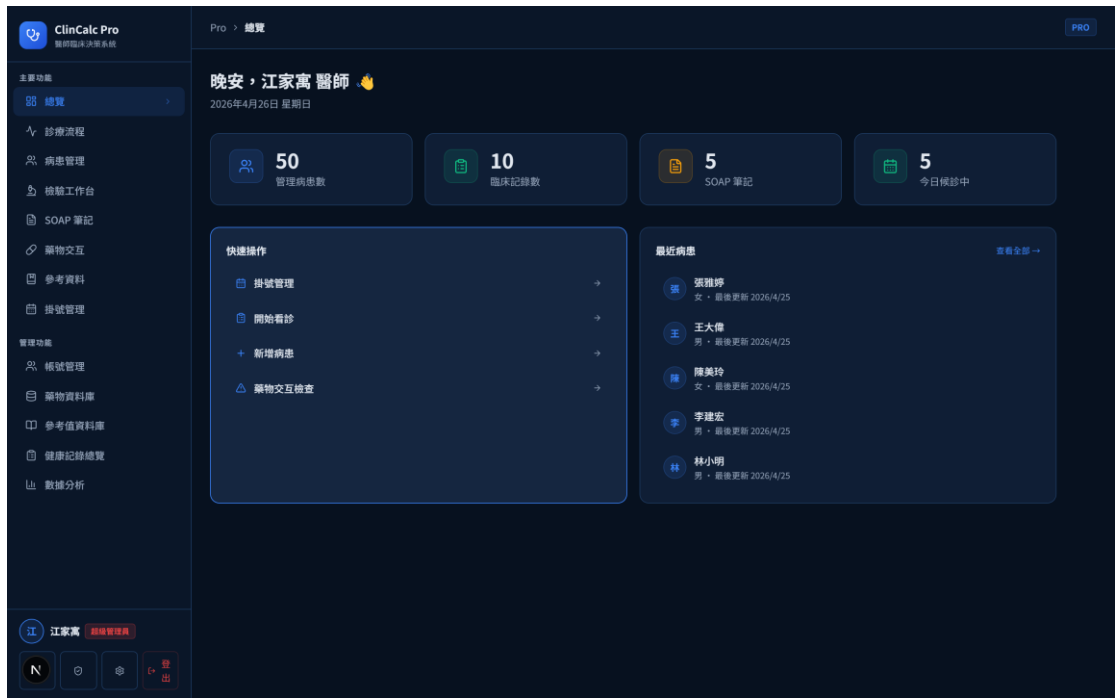 ClinCalc Pro
醫師臨床決策系統
主要功能
總覽
診療流程
病患管理
檢驗工作台
SOAP 筆記
藥物交互
參考資料
掛號管理
管理功能
帳號管理
藥物資料庫
參考值資料庫
健康記錄總覽
數據分析
江 江家寓 超級管理員
N
登出
Pro > 總覽
PRO
晚安，江家寓 醫師 👋
2026年4月26日 星期日
50
管理病患數
10
臨床記錄數
5
SOAP 筆記
5
今日候診中
快速操作
掛號管理 →
開始看診 →
新增病患 →
藥物交互檢查 →
最近病患
查看全部 →
張 張雅婷
女 · 最後更新 2026/4/25
王 王大偉
男 · 最後更新 2026/4/25
陳 陳美玲
女 · 最後更新 2026/4/25
李 李建宏
男 · 最後更新 2026/4/25
林 林小明
男 · 最後更新 2026/4/25